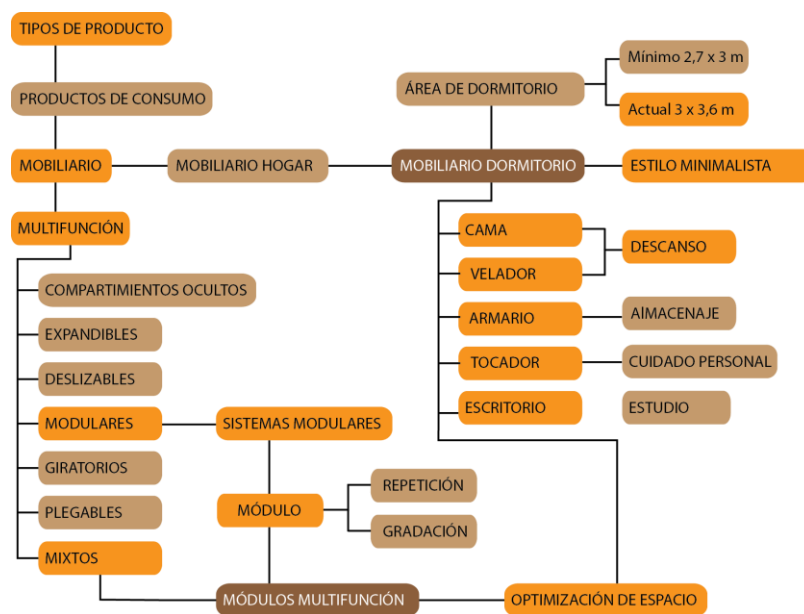 TIPOS DE PRODUCTO
PRODUCTOS DE CONSUMO
ÁREA DE DORMITORIO
Mínimo 2,7 x 3 m
Actual 3 x 3,6 m
MOBILIARIO
MOBILIARIO HOGAR
MOBILIARIO DORMITORIO
ESTILO MINIMALISTA
MULTIFUNCIÓN
CAMA
VELADOR
DESCANSO
COMPARTIMIENTOS OCULTOS
ARMARIO
AlMACENAJE
EXPANDIBLES
TOCADOR
CUIDADO PERSONAL
DESLIZABLES
ESCRITORIO
ESTUDIO
MODULARES
SISTEMAS MODULARES
GIRATORIOS
REPETICIÓN
PLEGABLES
MÓDULO
GRADACIÓN
MIXTOS
MÓDULOS MULTIFUNCIÓN
OPTIMIZACIÓN DE ESPACIO